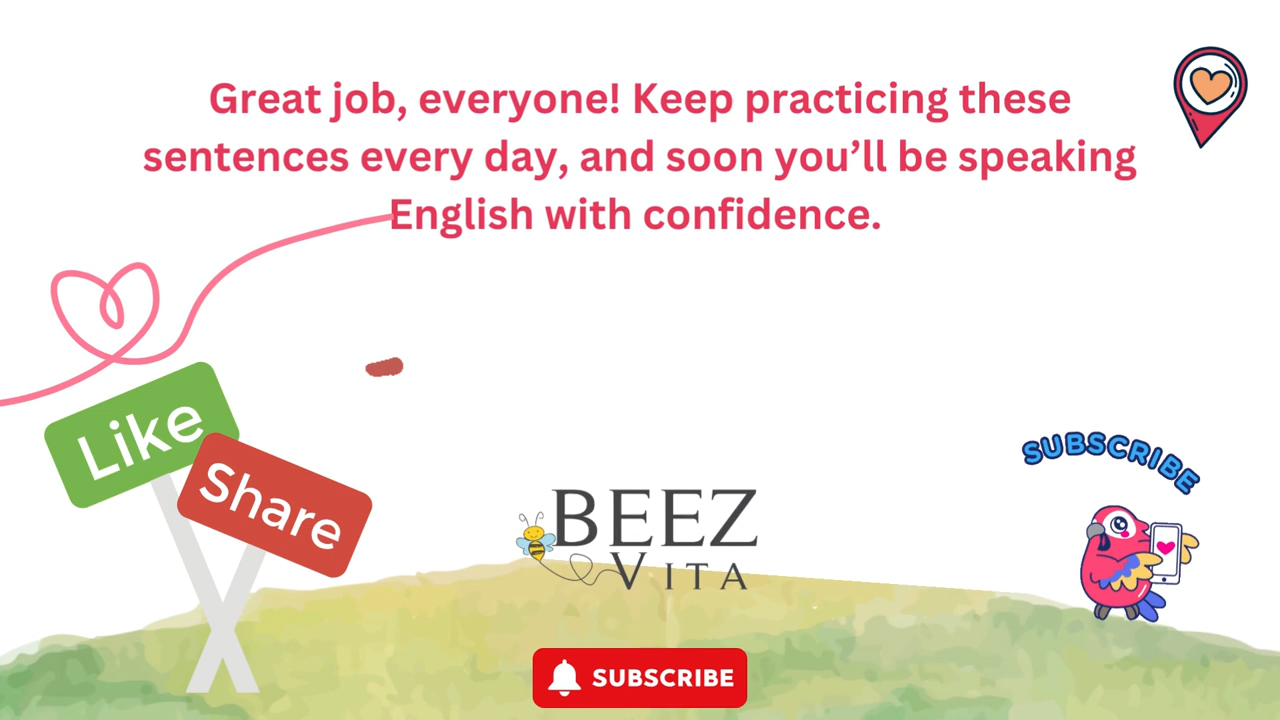 Great job, everyone! Keep practicing these
sentences every day, and soon you’ll be speaking
English with confidence.
Like
Share
SUBSCRIBE
BEEZ
VITA
SUBSCRIBE